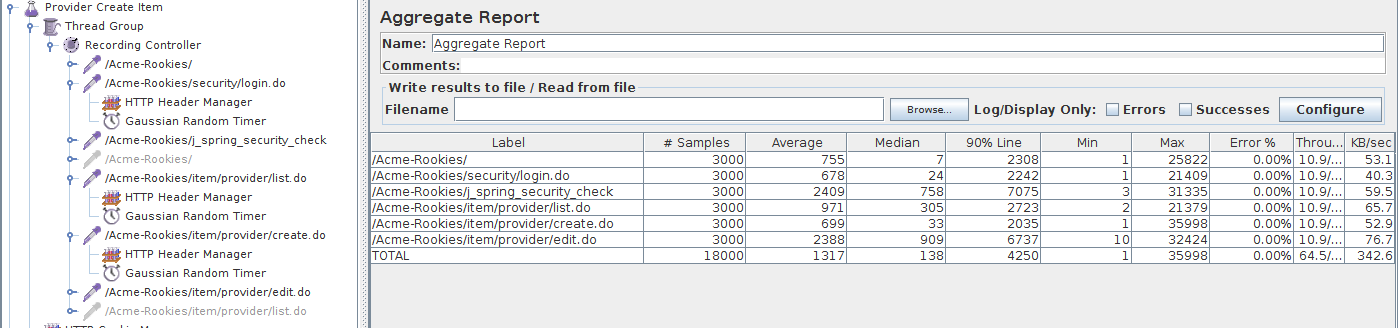 Provider Create Item
Thread Group
Recording Controller
/Acme-Rookies/
/Acme-Rookies/security/login.do
HTTP Header Manager
Gaussian Random Timer
/Acme-Rookies/j_spring_security_check
/Acme-Rookies/
/Acme-Rookies/item/provider/list.do
HTTP Header Manager
Gaussian Random Timer
/Acme-Rookies/item/provider/create.do
HTTP Header Manager
Gaussian Random Timer
/Acme-Rookies/item/provider/edit.do
/Acme-Rookies/item/provider/list.do
Aggregate Report
Name: Aggregate Report
Comments:
Write results to file / Read from file
Filename Browse... Log/Display Only: Errors Successes Configure
Label # Samples Average Median 90% Line Min Max Error % Throu... KB/sec
/Acme-Rookies/ 3000 755 7 2308 1 25822 0.00% 10.9/... 53.1
/Acme-Rookies/security/login.do 3000 678 24 2242 1 21409 0.00% 10.9/... 40.3
/Acme-Rookies/j_spring_security_check 3000 2409 758 7075 3 31335 0.00% 10.9/... 59.5
/Acme-Rookies/item/provider/list.do 3000 971 305 2723 2 21379 0.00% 10.9/... 65.7
/Acme-Rookies/item/provider/create.do 3000 699 33 2035 1 35998 0.00% 10.9/... 52.9
/Acme-Rookies/item/provider/edit.do 3000 2388 909 6737 10 32424 0.00% 10.9/... 76.7
TOTAL 18000 1317 138 4250 1 35998 0.00% 64.5/... 342.6